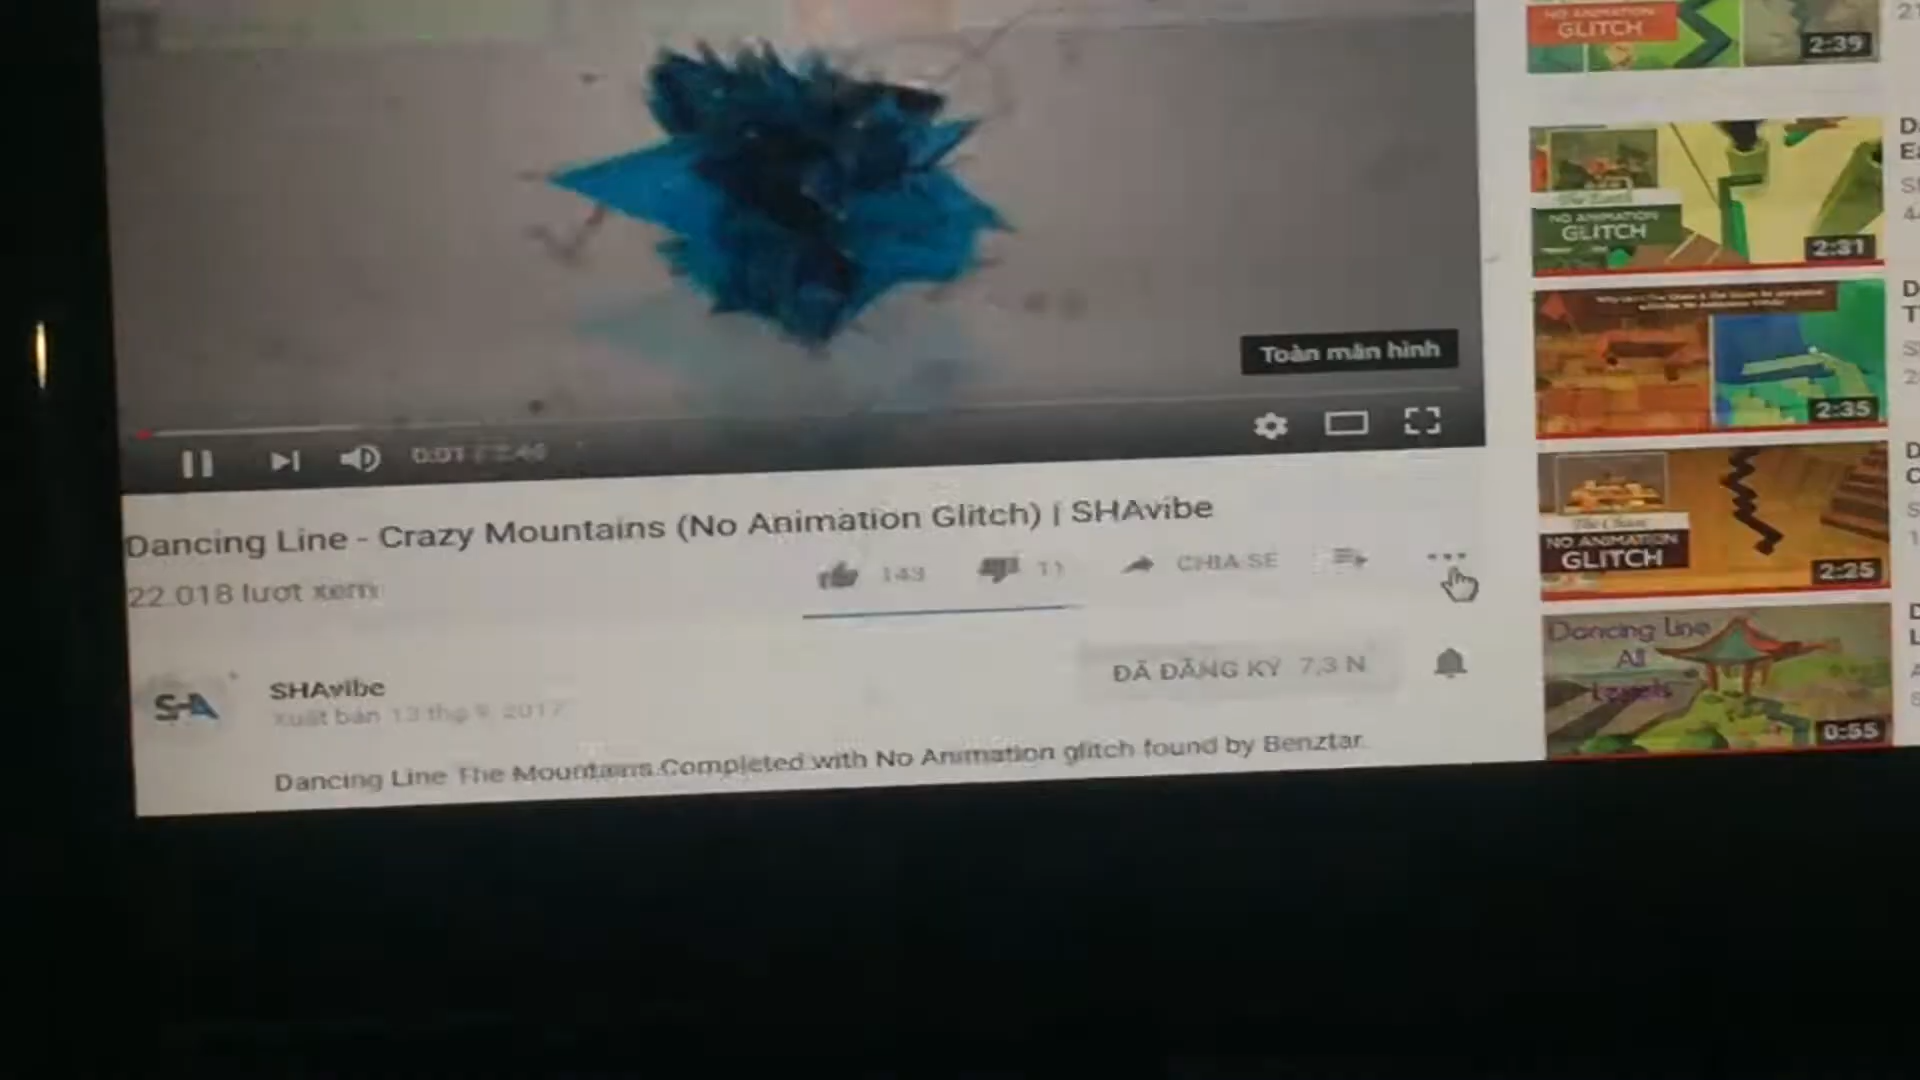 NO ANIMATION
GLITCH
2:39
NO ANIMATION
GLITCH
2:31
Toàn màn hình
2:35
0:01
Dancing Line - Crazy Mountains (No Animation Glitch) | SHAvibe
22.018 lượt xem
143
11
CHIA SẺ
The Chaos
NO ANIMATION
GLITCH
2:25
ĐÃ ĐĂNG KÝ 7,3 N
SHA
SHAvibe
Xuất bản 13 thg 9, 2017
Dancing Line The Mountains Completed with No Animation glitch found by Benztar.
Dancing Line
All
Levels
0:55